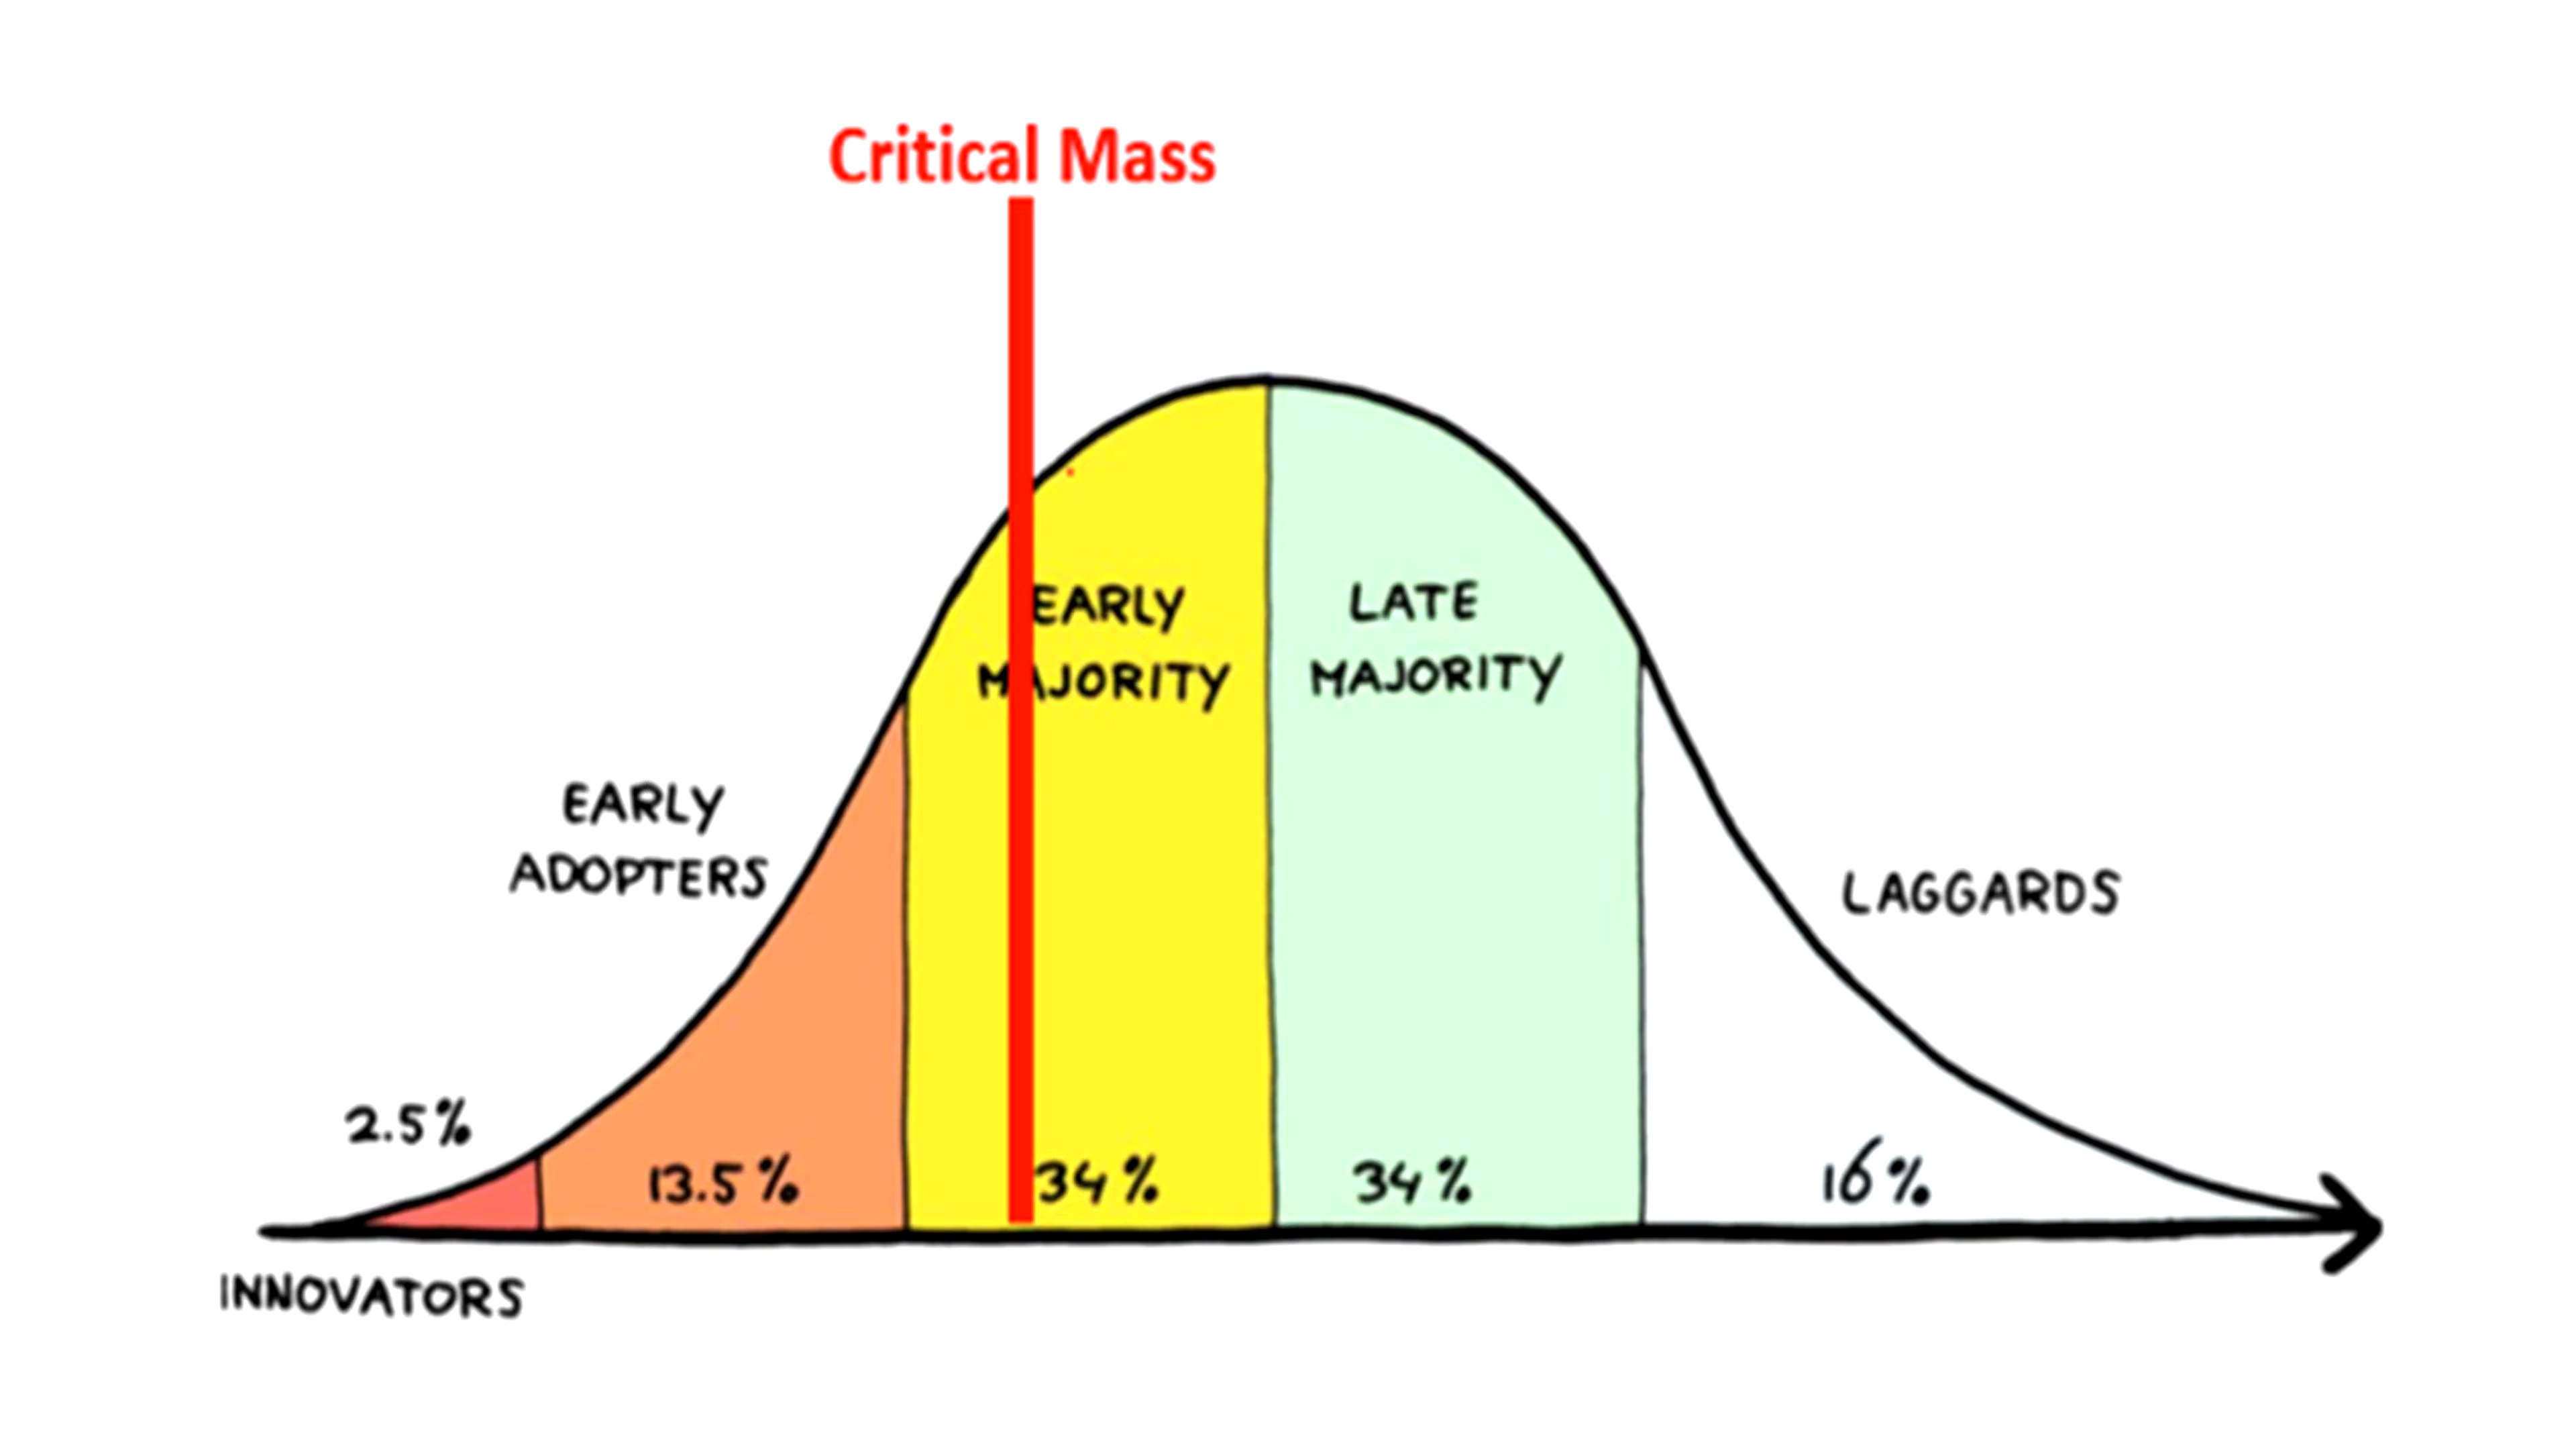 Critical Mass
EARLY
MAJORITY
LATE
MAJORITY
EARLY
ADOPTERS
LAGGARDS
2.5%
13.5%
34%
34%
16%
INNOVATORS